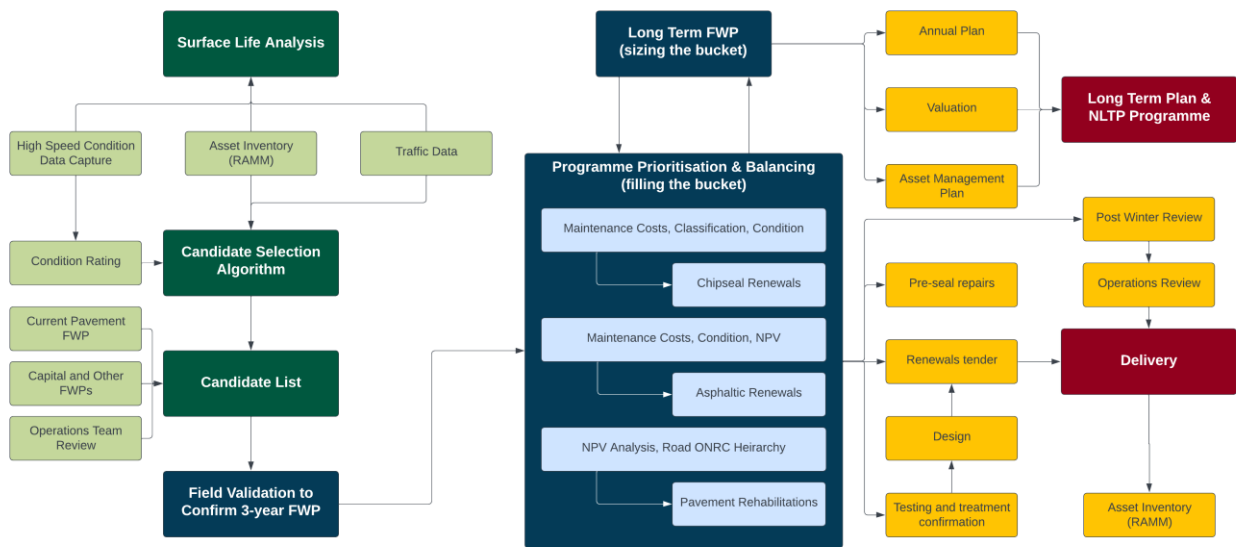 Surface Life Analysis
High Speed Condition
Data Capture
Asset Inventory
(RAMM)
Traffic Data
Condition Rating
Candidate Selection
Algorithm
Current Pavement
FWP
Capital and Other
FWPs
Operations Team
Review
Candidate List
Field Validation to
Confirm 3-year FWP
Long Term FWP
(sizing the bucket)
Programme Prioritisation & Balancing
(filling the bucket)
Maintenance Costs, Classification, Condition
Chipseal Renewals
Maintenance Costs, Condition, NPV
Asphaltic Renewals
NPV Analysis, Road ONRC Heirarchy
Pavement Rehabilitations
Annual Plan
Valuation
Asset Management
Plan
Long Term Plan &
NLTP Programme
Post Winter Review
Pre-seal repairs
Operations Review
Renewals tender
Delivery
Design
Testing and treatment
confirmation
Asset Inventory
(RAMM)